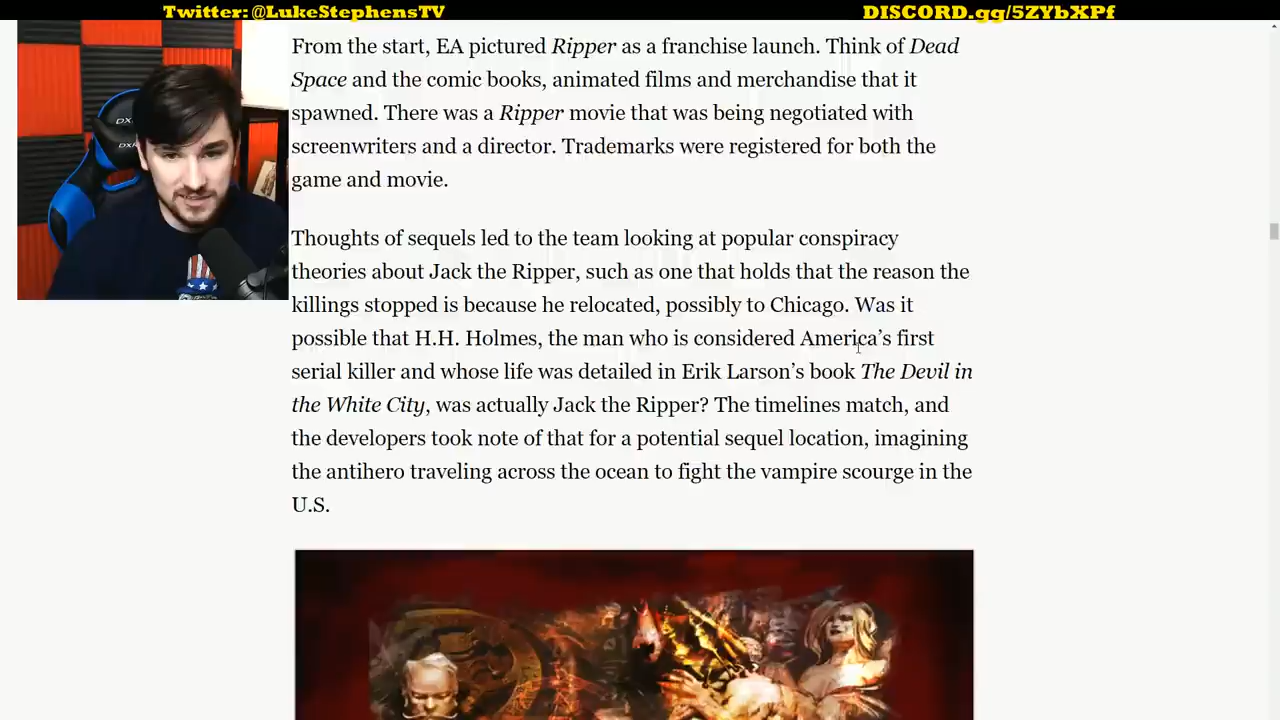 Twitter: @LukeStephensTV
DISCORD.gg/5ZYbXPf
From the start, EA pictured Ripper as a franchise launch. Think of Dead
Space and the comic books, animated films and merchandise that it
spawned. There was a Ripper movie that was being negotiated with
screenwriters and a director. Trademarks were registered for both the
game and movie.
Thoughts of sequels led to the team looking at popular conspiracy
theories about Jack the Ripper, such as one that holds that the reason the
killings stopped is because he relocated, possibly to Chicago. Was it
possible that H.H. Holmes, the man who is considered America’s first
serial killer and whose life was detailed in Erik Larson’s book The Devil in
the White City, was actually Jack the Ripper? The timelines match, and
the developers took note of that for a potential sequel location, imagining
the antihero traveling across the ocean to fight the vampire scourge in the
U.S.